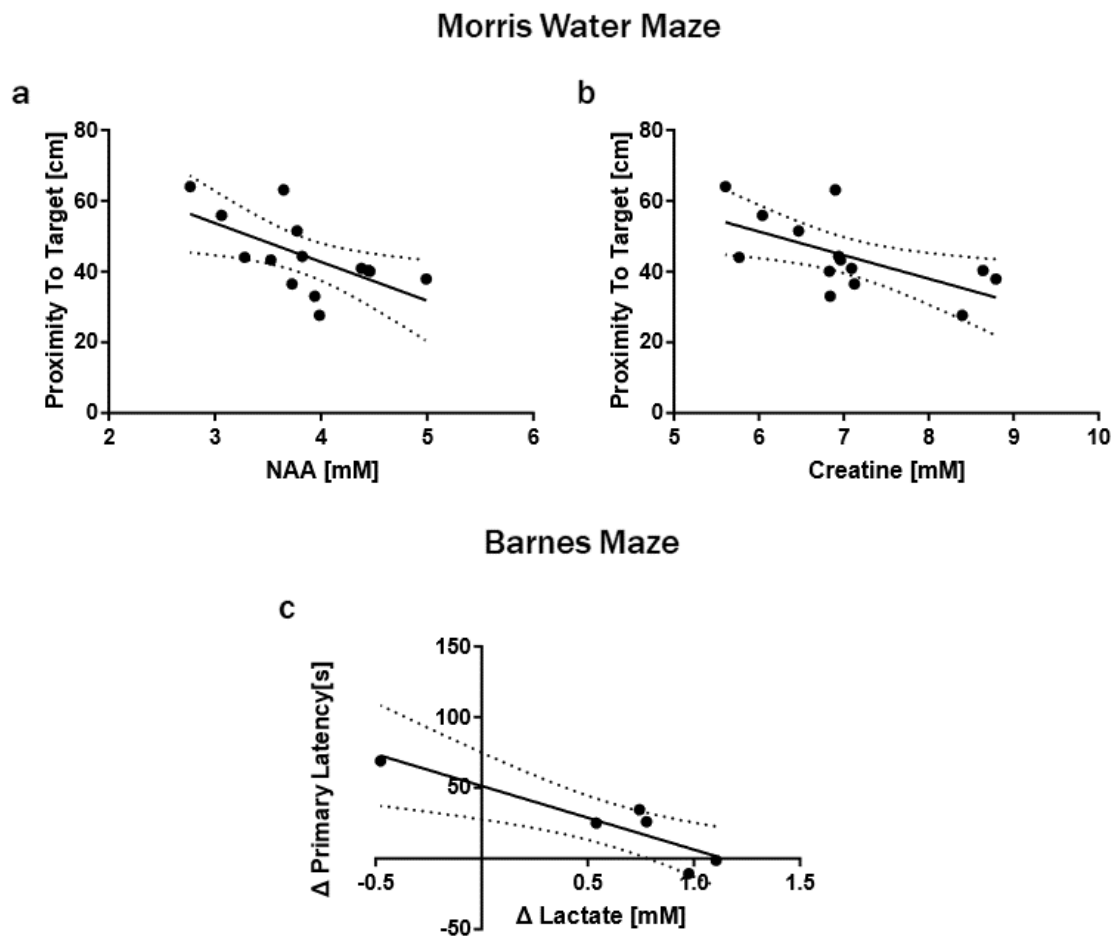 Morris Water Maze
a
b
Proximity To Target [cm]
80
60
40
20
0
2 3 4 5 6
NAA [mM]
Proximity To Target [cm]
80
60
40
20
0
5 6 7 8 9 10
Creatine [mM]
Barnes Maze
c
Δ Primary Latency[s]
150
100
50
-50
-0.5 0.5 1.0 1.5
Δ Lactate [mM]